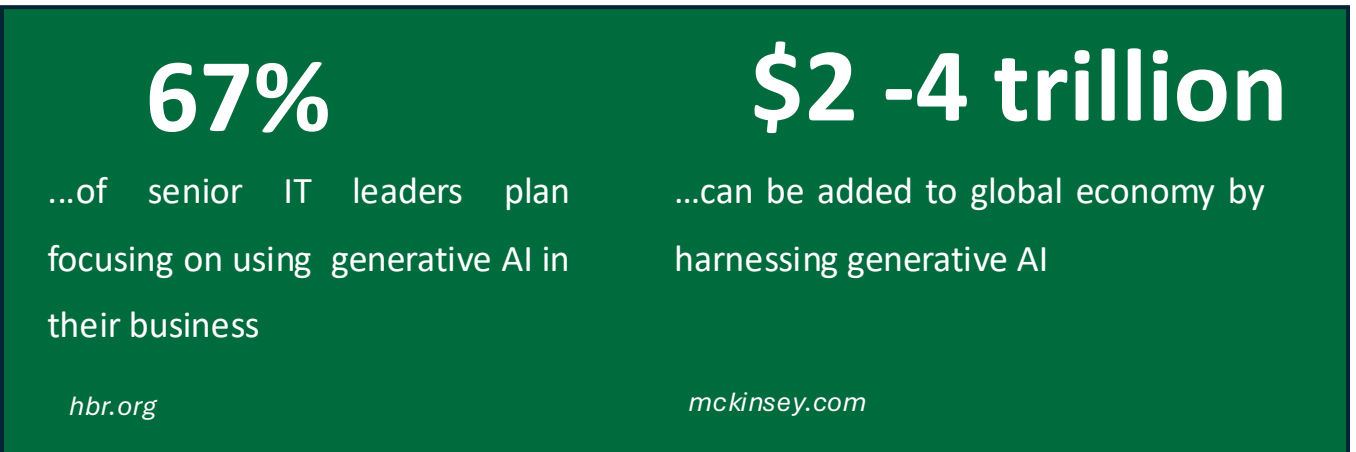 67%
...of senior IT leaders plan
focusing on using generative AI in
their business
hbr.org
$2 -4 trillion
...can be added to global economy by
harnessing generative AI
mckinsey.com